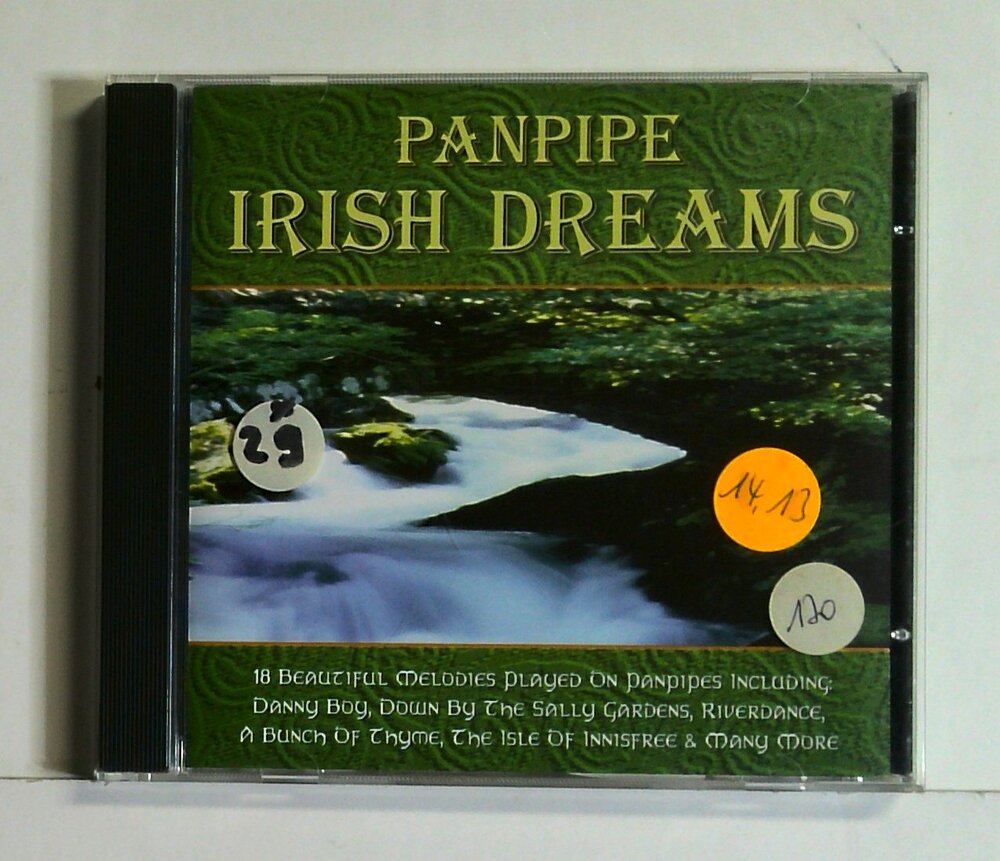 PANPIPE
IRISH DREAMS
29
14,13
120
18 Beautiful Melodies Played On Panpipes Including:
Danny Boy, Down By The Sally Gardens, Riverdance,
A Bunch Of Thyme, The Isle Of Innisfree & Many More